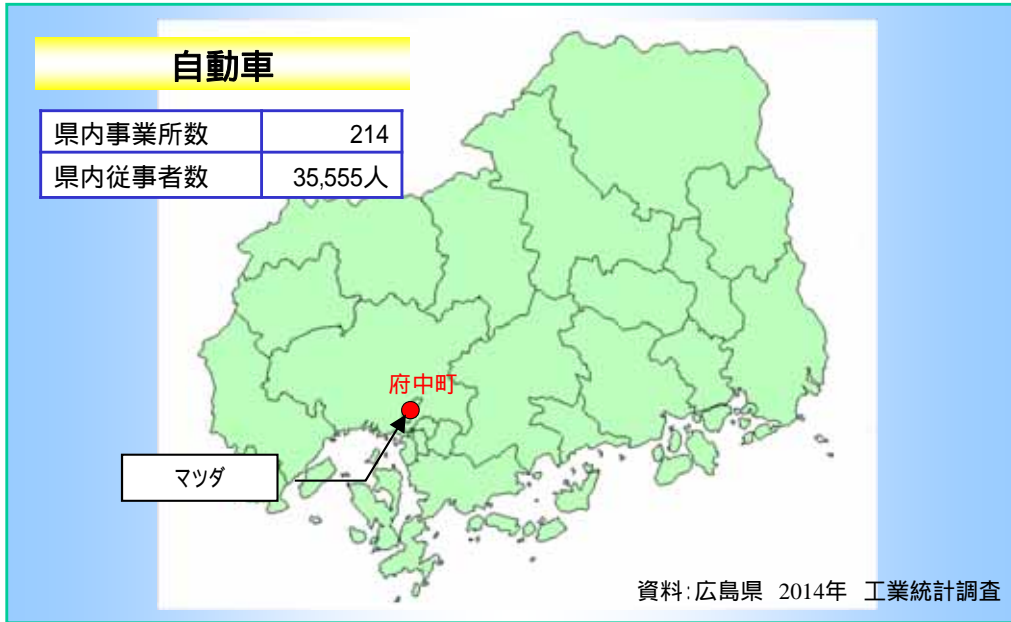 自動車
県内事業所数 214
県内従事者数 35,555人
府中町
マツダ
資料:広島県 2014年 工業統計調査